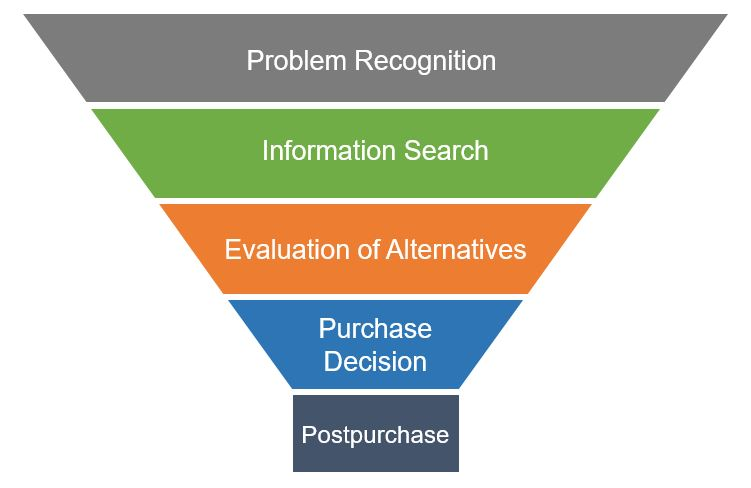 Problem Recognition
Information Search
Evaluation of Alternatives
Purchase
Decision
Postpurchase